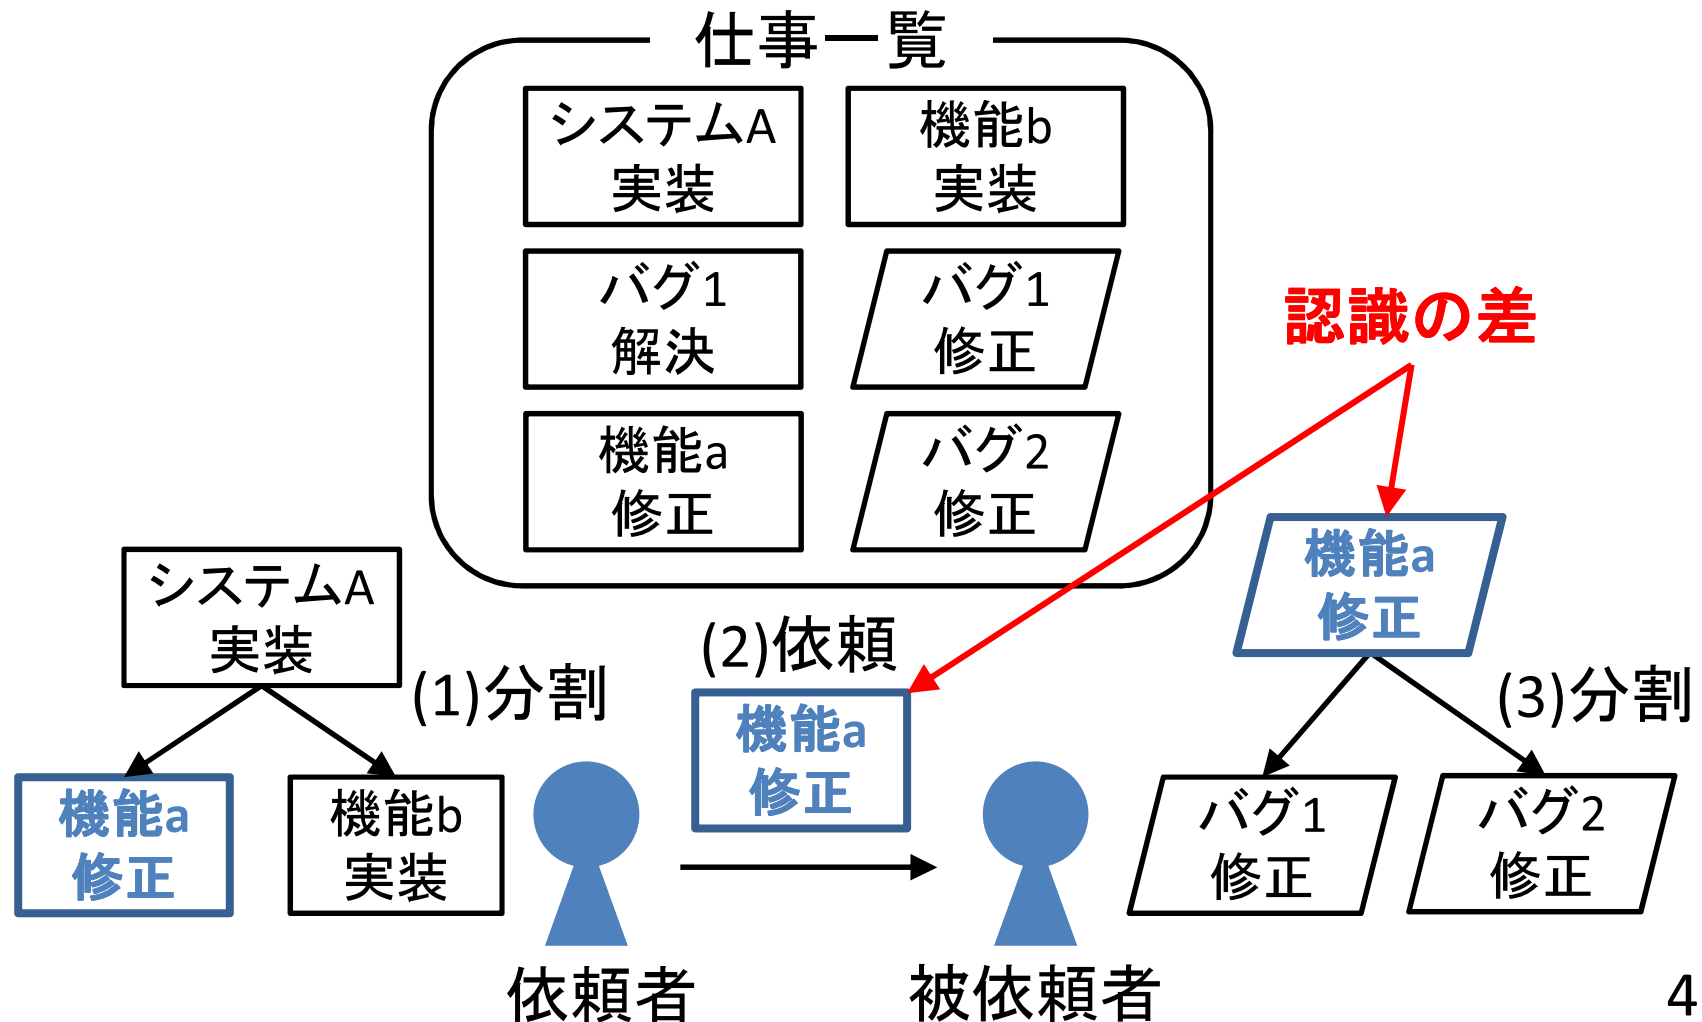 仕事一覧
システムA
実装
機能b
実装
バグ1
解決
バグ1
修正
機能a
修正
バグ2
修正
認識の差
システムA
実装
(1)分割
機能a
修正
機能b
実装
(2)依頼
機能a
修正
依頼者
被依頼者
機能a
修正
(3)分割
バグ1
修正
バグ2
修正
4